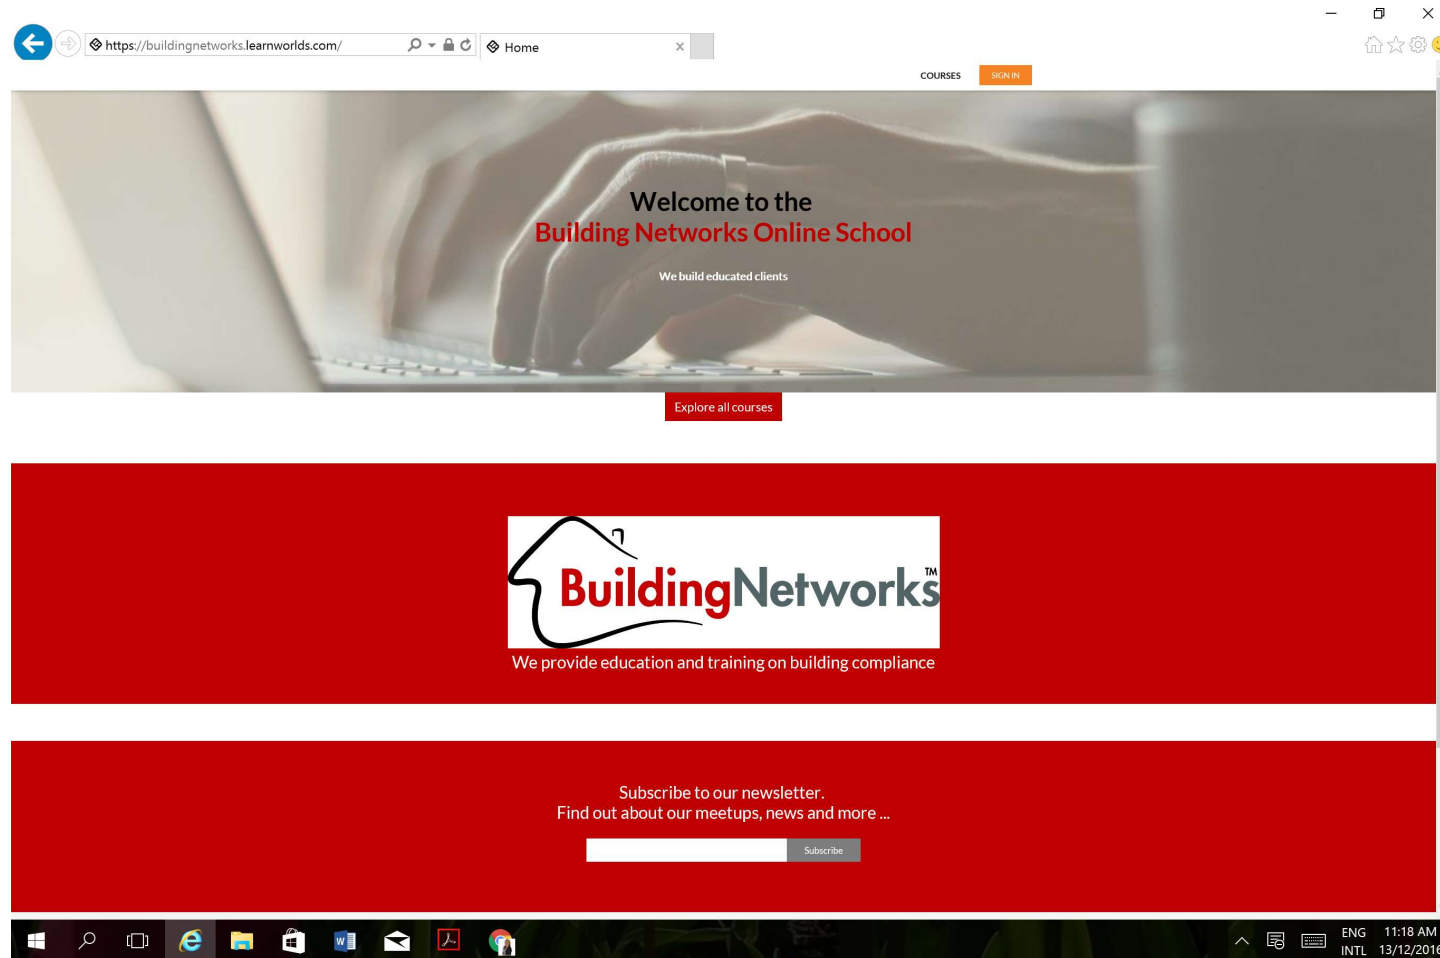 https://buildingnetworks.learnworlds.com/
Home
COURSES
SIGN IN
Welcome to the
Building Networks Online School
We build educated clients
Explore all courses
BuildingNetworks™
We provide education and training on building compliance
Subscribe to our newsletter.
Find out about our meetups, news and more ...
Subscribe
ENG 11:18 AM
INTL 13/12/2016